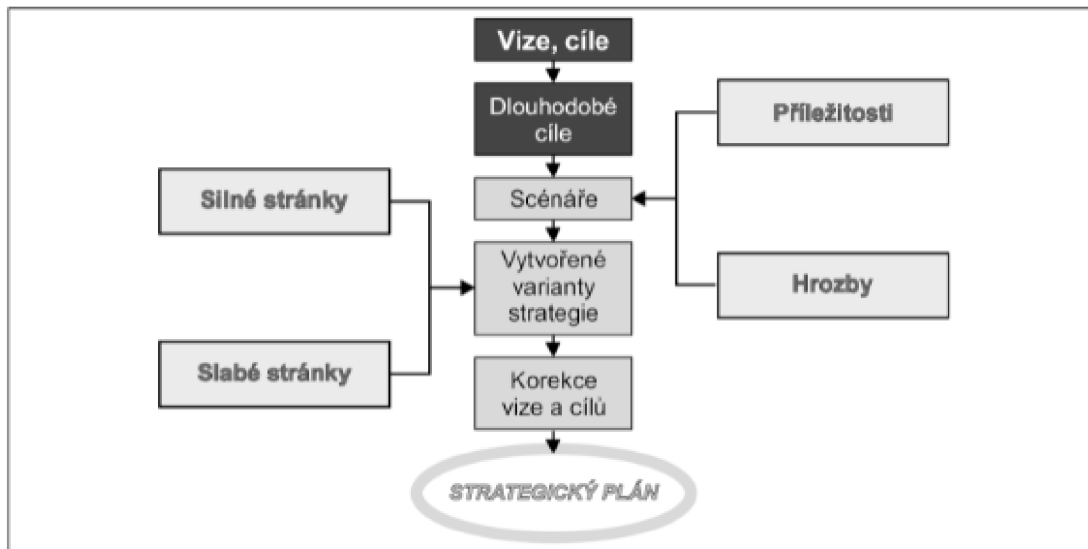 Vize, cíle
Dlouhodobé
cíle
Příležitosti
Silné stránky
Scénáře
Vytvořené
varianty
strategie
Hrozby
Slabé stránky
Korekce
vize a cílů
STRATEGICKÝ PLÁN